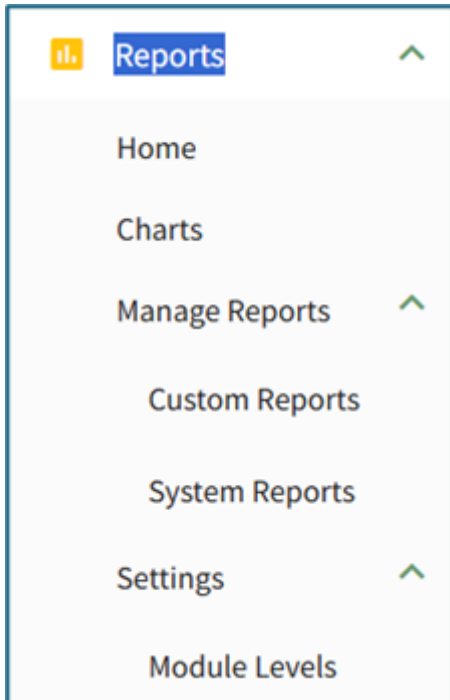 Reports
Home
Charts
Manage Reports
Custom Reports
System Reports
Settings
Module Levels